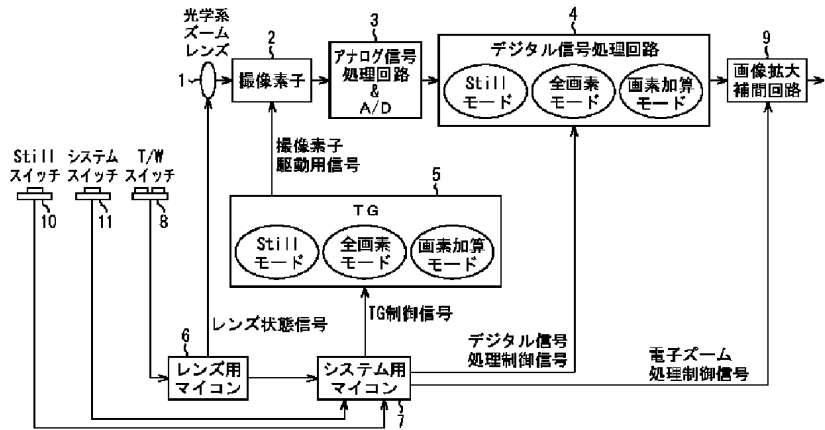 光学系
ズーム
レンズ
1
2
撮像素子
3
アナログ信号
処理回路
&
A/D
4
デジタル信号処理回路
Still
モード
全画素
モード
画素加算
モード
9
画像拡大
補間回路
撮像素子
駆動用信号
Still
スイッチ
システム
スイッチ
T/W
スイッチ
10
11
8
5
TG
Still
モード
全画素
モード
画素加算
モード
レンズ状態信号
TG制御信号
デジタル信号
処理制御信号
電子ズーム
処理制御信号
6
レンズ用
マイコン
システム用
マイコン
7